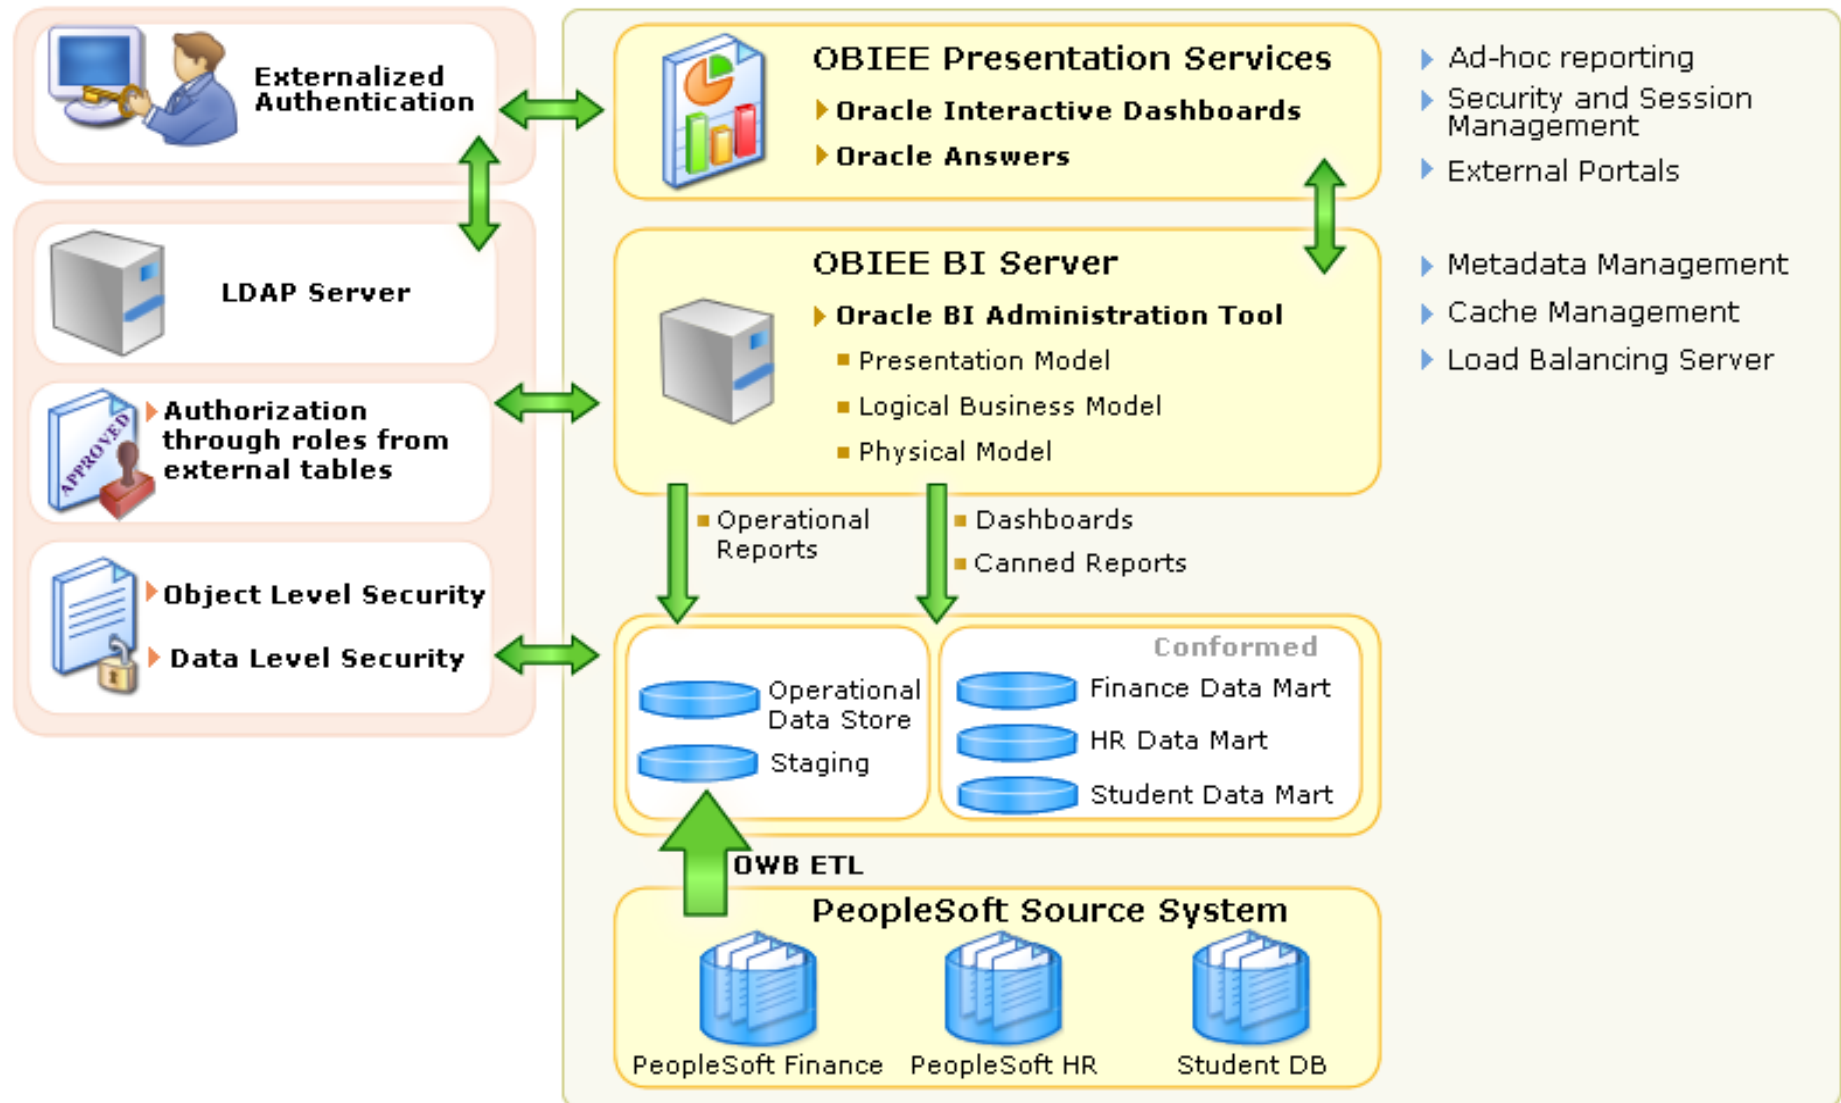 Externalized
Authentication
LDAP Server
APPROVED
Authorization
through roles from
external tables
Object Level Security
Data Level Security
OBIEE Presentation Services
Oracle Interactive Dashboards
Oracle Answers
Ad-hoc reporting
Security and Session
Management
External Portals
OBIEE BI Server
Oracle BI Administration Tool
Presentation Model
Logical Business Model
Physical Model
Metadata Management
Cache Management
Load Balancing Server
Operational
Reports
Dashboards
Canned Reports
Operational
Data Store
Staging
Conformed
Finance Data Mart
HR Data Mart
Student Data Mart
OWB ETL
PeopleSoft Source System
PeopleSoft Finance
PeopleSoft HR
Student DB